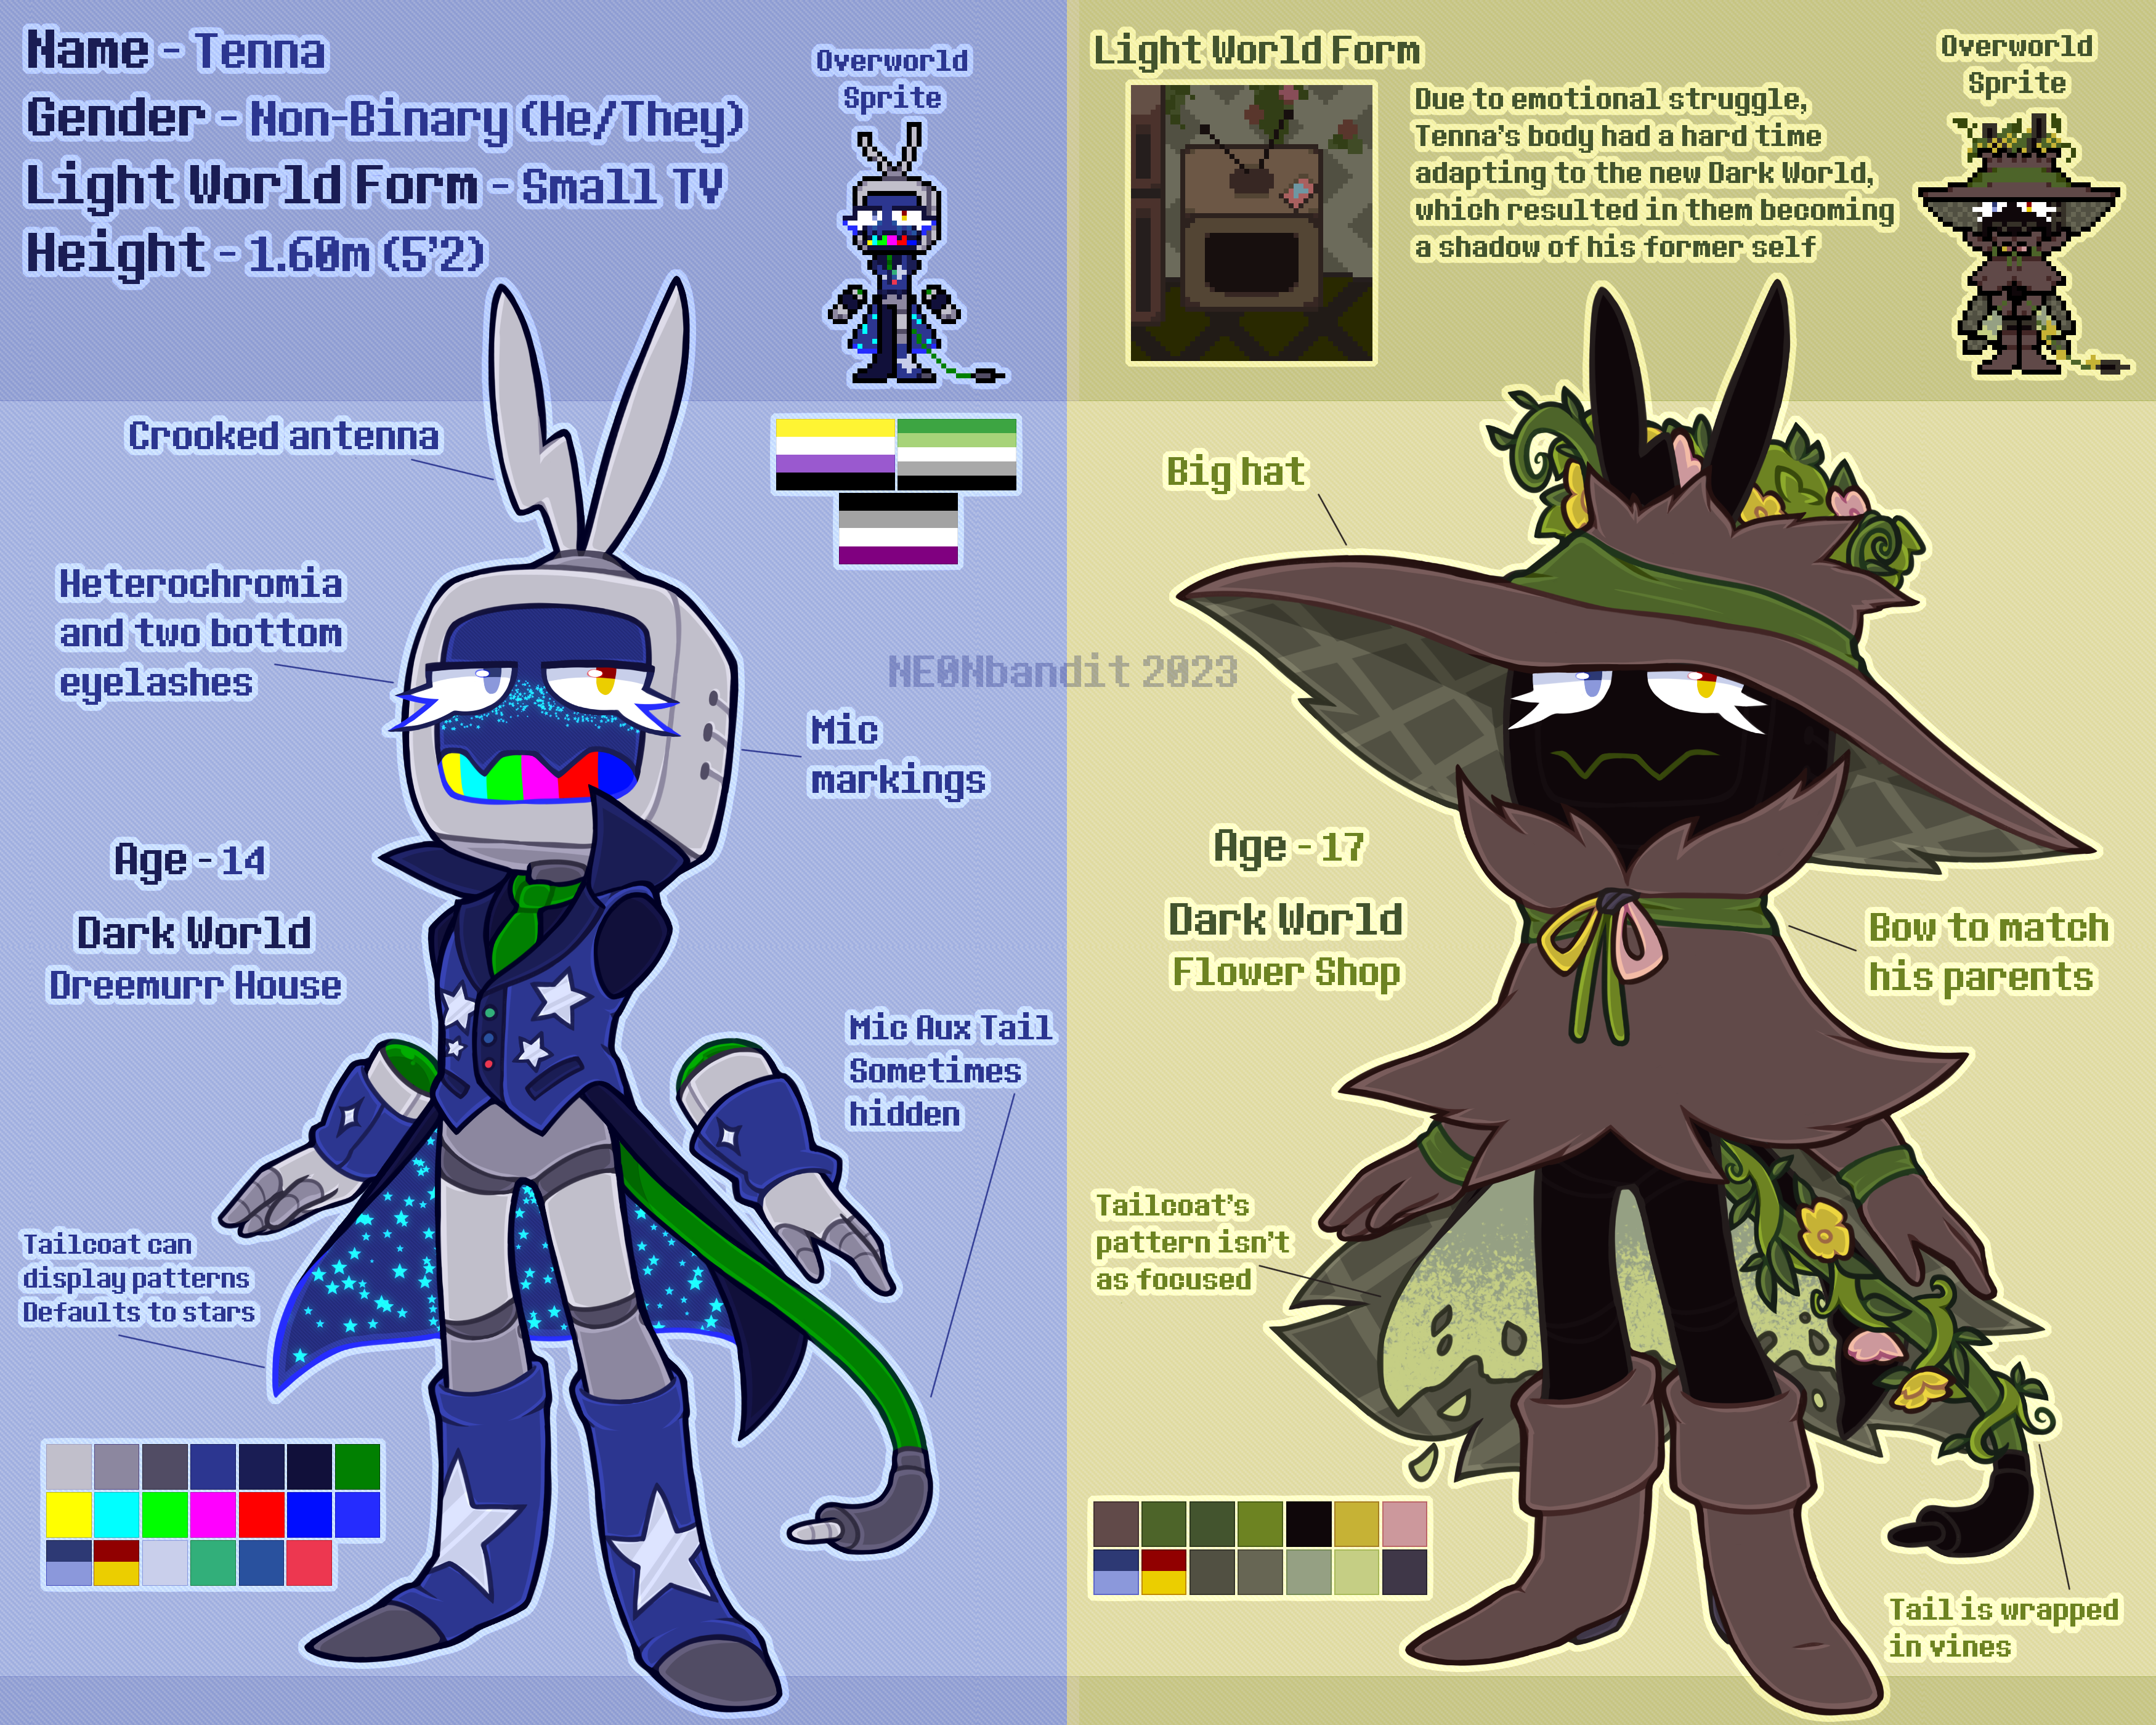 Name - Tenna
Gender - Non-Binary (He/They)
Light World Form - Small TV
Height - 1.60m (5'2)
Overworld
Sprite
Crooked antenna
Heterochromia
and two bottom
eyelashes
Mic
markings
Age - 14
Dark World
Dreemurr House
Mic Aux Tail
Sometimes
hidden
Tailcoat can
display patterns
Defaults to stars
NE0Nbandit 2023
Light World Form
Due to emotional struggle,
Tenna's body had a hard time
adapting to the new Dark World,
which resulted in them becoming
a shadow of his former self
Overworld
Sprite
Big hat
Age - 17
Dark World
Flower Shop
Bow to match
his parents
Tailcoat's
pattern isn't
as focused
Tail is wrapped
in vines